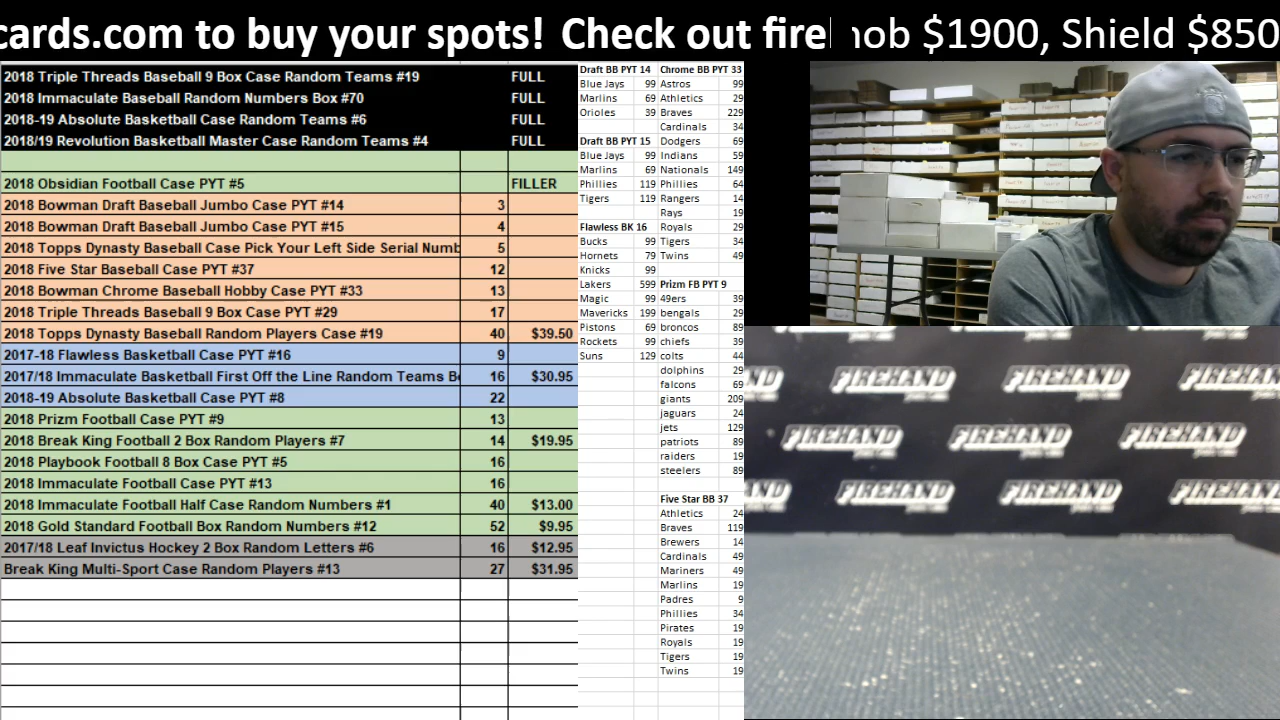 cards.com to buy your spots! Check out fire
nob $1900, Shield $850
2018 Triple Threads Baseball 9 Box Case Random Teams #19 FULL
2018 Immaculate Baseball Random Numbers Box #70 FULL
2018-19 Absolute Basketball Case Random Teams #6 FULL
2018/19 Revolution Basketball Master Case Random Teams #4 FULL
2018 Obsidian Football Case PYT #5 FILLER
2018 Bowman Draft Baseball Jumbo Case PYT #14 3
2018 Bowman Draft Baseball Jumbo Case PYT #15 4
2018 Topps Dynasty Baseball Case Pick Your Left Side Serial Numb 5
2018 Five Star Baseball Case PYT #37 12
2018 Bowman Chrome Baseball Hobby Case PYT #33 13
2018 Triple Threads Baseball 9 Box Case PYT #29 17
2018 Topps Dynasty Baseball Random Players Case #19 40 $39.50
2017-18 Flawless Basketball Case PYT #16 9
2017/18 Immaculate Basketball First Off the Line Random Teams Bo 16 $30.95
2018-19 Absolute Basketball Case PYT #8 22
2018 Prizm Football Case PYT #9 13
2018 Break King Football 2 Box Random Players #7 14 $19.95
2018 Playbook Football 8 Box Case PYT #5 16
2018 Immaculate Football Case PYT #13 16
2018 Immaculate Football Half Case Random Numbers #1 40 $13.00
2018 Gold Standard Football Box Random Numbers #12 52 $9.95
2017/18 Leaf Invictus Hockey 2 Box Random Letters #6 16 $12.95
Break King Multi-Sport Case Random Players #13 27 $31.95
Draft BB PYT 14
Blue Jays 99
Marlins 69
Orioles 39
Draft BB PYT 15
Blue Jays 99
Marlins 69
Phillies 119
Tigers 119
Flawless BK 16
Bucks 99
Hornets 79
Knicks 99
Lakers 599
Magic 99
Mavericks 199
Pistons 69
Rockets 99
Suns 129
Chrome BB PYT 33
Astros 99
Athletics 29
Braves 229
Cardinals 34
Dodgers 69
Indians 59
Nationals 149
Phillies 64
Rangers 14
Rays 19
Royals 29
Tigers 34
Twins 49
Prizm FB PYT 9
49ers 39
bengals 29
broncos 89
chiefs 39
colts 44
dolphins 29
falcons 69
giants 209
jaguars 24
jets 129
patriots 89
raiders 19
steelers 89
Five Star BB 37
Athletics 24
Braves 119
Brewers 14
Cardinals 49
Mariners 49
Marlins 19
Padres 9
Phillies 34
Pirates 19
Royals 19
Tigers 19
Twins 19
FIREHAND FIREHAND FIREHAND
FIREHAND FIREHAND FIREHAND
FIREHAND FIREHAND FIREHAND